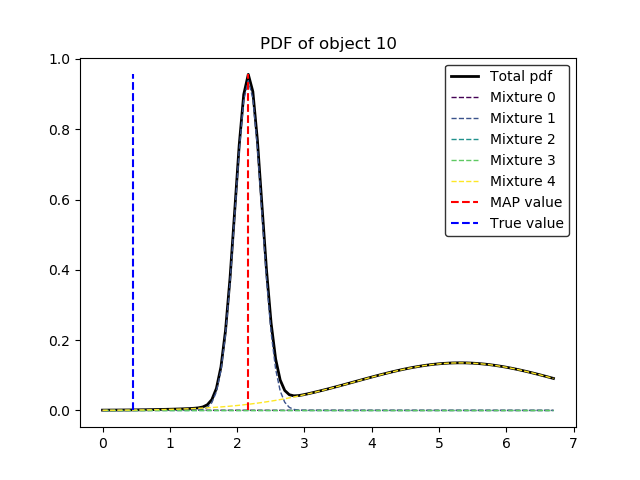 PDF of object 10
1.0
0.8
0.6
0.4
0.2
0.0
0 1 2 3 4 5 6 7
Total pdf
Mixture 0
Mixture 1
Mixture 2
Mixture 3
Mixture 4
MAP value
True value